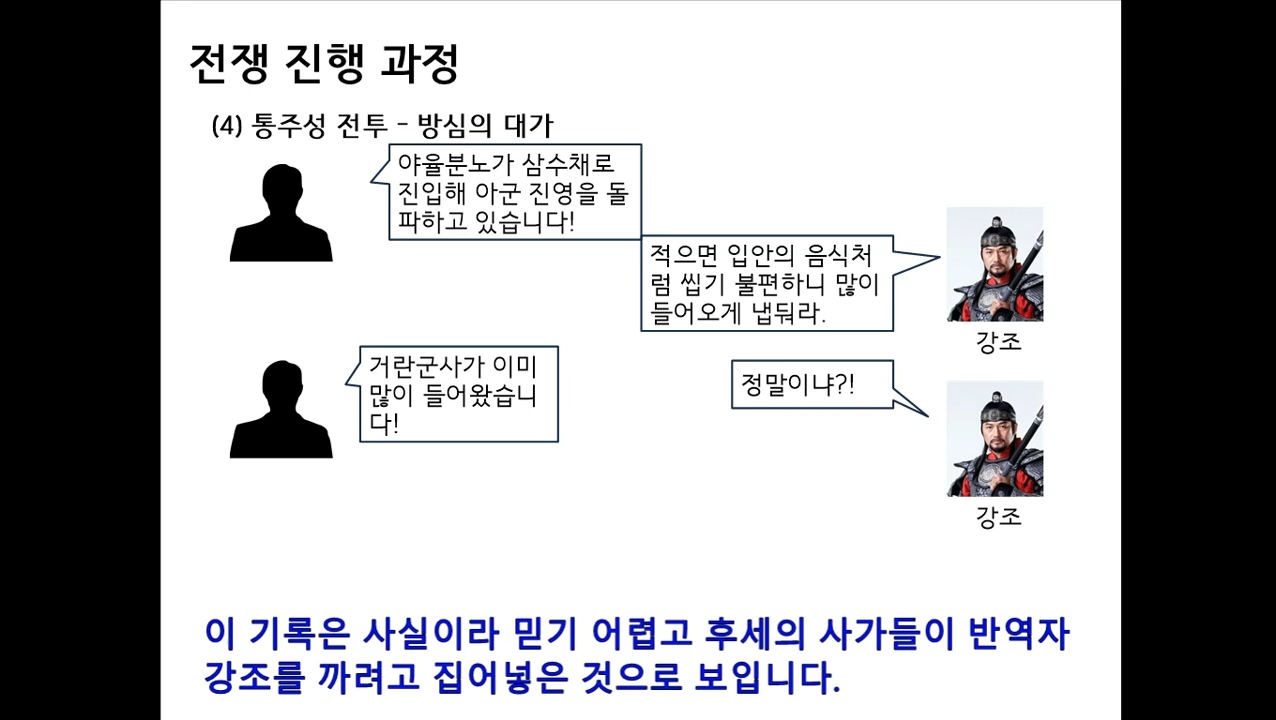 전쟁 진행 과정
(4) 통주성 전투 – 방심의 대가
야율분노가 삼수채로
진입해 아군 진영을 돌
파하고 있습니다!
적으면 입안의 음식처
럼 씹기 불편하니 많이
들어오게 냅둬라.
강조
거란군사가 이미
많이 들어왔습니
다!
정말이냐?!
강조
이 기록은 사실이라 믿기 어렵고 후세의 사가들이 반역자
강조를 까려고 집어넣은 것으로 보입니다.